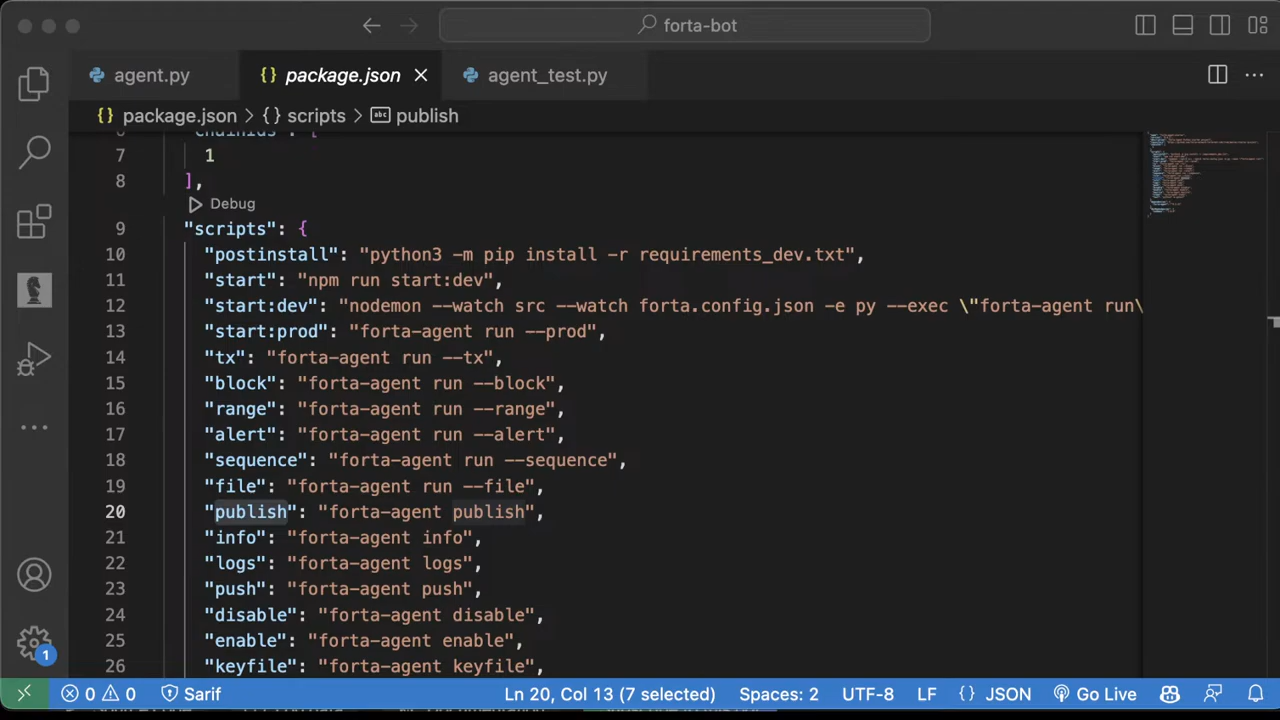 forta-bot
agent.py
{} package.json
agent_test.py
{} package.json > {} scripts > abc publish
6 "chainIds": [
7 1
8 ],
Debug
9 "scripts": {
10 "postinstall": "python3 -m pip install -r requirements_dev.txt",
11 "start": "npm run start:dev",
12 "start:dev": "nodemon --watch src --watch forta.config.json -e py --exec \"forta-agent run\
13 "start:prod": "forta-agent run --prod",
14 "tx": "forta-agent run --tx",
15 "block": "forta-agent run --block",
16 "range": "forta-agent run --range",
17 "alert": "forta-agent run --alert",
18 "sequence": "forta-agent run --sequence",
19 "file": "forta-agent run --file",
20 "publish": "forta-agent publish",
21 "info": "forta-agent info",
22 "logs": "forta-agent logs",
23 "push": "forta-agent push",
24 "disable": "forta-agent disable",
25 "enable": "forta-agent enable",
26 "keyfile": "forta-agent keyfile",
1
0 0 Sarif Ln 20, Col 13 (7 selected) Spaces: 2 UTF-8 LF {} JSON Go Live